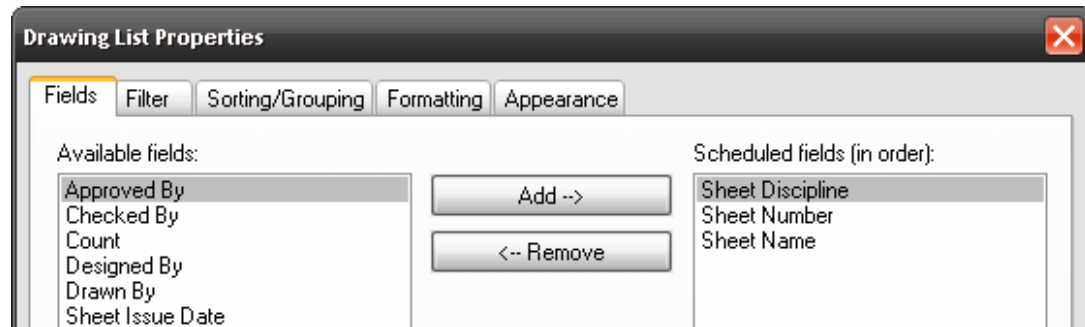 Drawing List Properties
Fields Filter Sorting/Grouping Formatting Appearance
Available fields:
Approved By
Checked By
Count
Designed By
Drawn By
Sheet Issue Date
Add -->
<-- Remove
Scheduled fields (in order):
Sheet Discipline
Sheet Number
Sheet Name